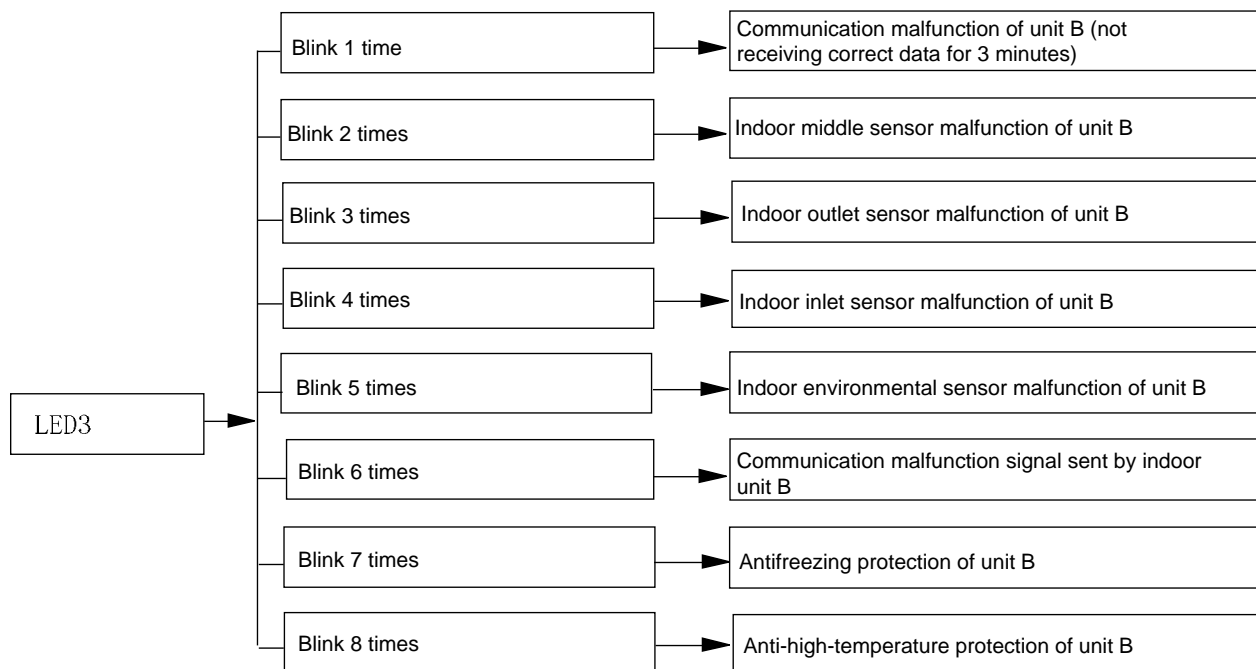 Blink 1 time
Communication malfunction of unit B (not
receiving correct data for 3 minutes)
Blink 2 times
Indoor middle sensor malfunction of unit B
Blink 3 times
Indoor outlet sensor malfunction of unit B
Blink 4 times
Indoor inlet sensor malfunction of unit B
Blink 5 times
Indoor environmental sensor malfunction of unit B
LED3
Blink 6 times
Communication malfunction signal sent by indoor
unit B
Blink 7 times
Antifreezing protection of unit B
Blink 8 times
Anti-high-temperature protection of unit B